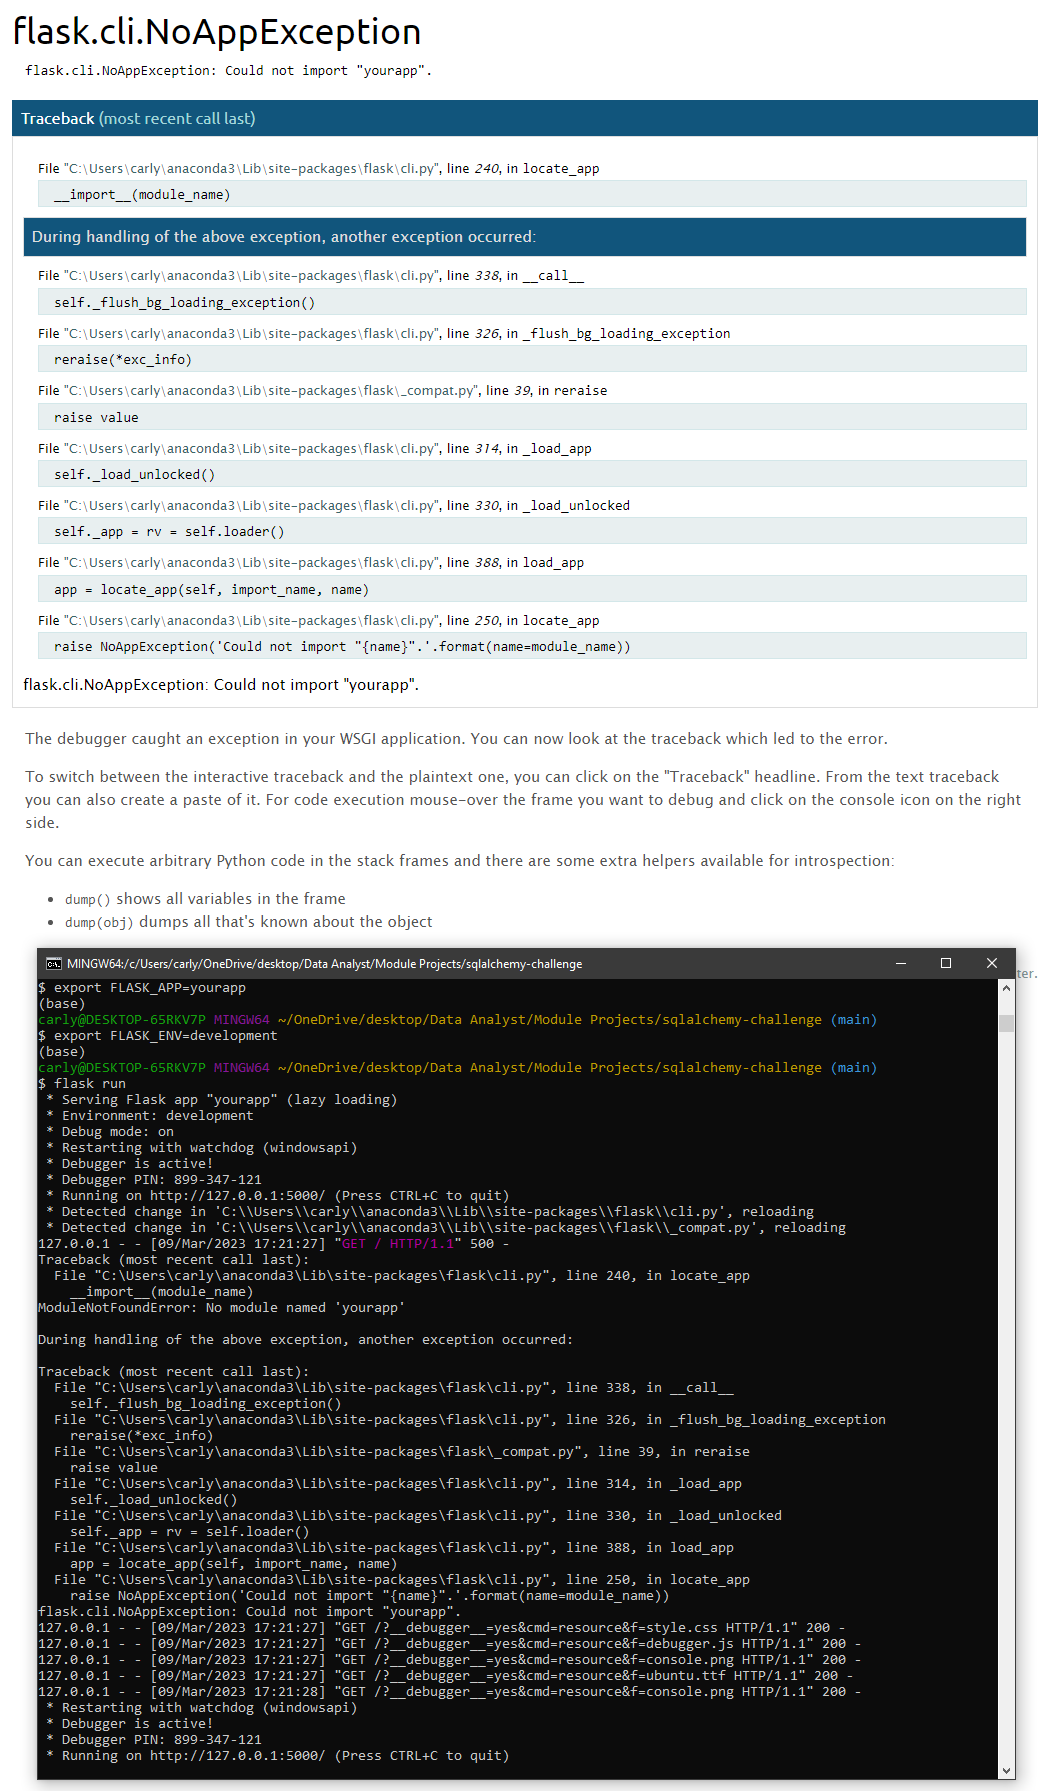 flask.cli.NoAppException
flask.cli.NoAppException: Could not import "yourapp".
Traceback (most recent call last)
File "C:\Users\carly\anaconda3\Lib\site-packages\flask\cli.py", line 240, in locate_app
__import__(module_name)
During handling of the above exception, another exception occurred:
File "C:\Users\carly\anaconda3\Lib\site-packages\flask\cli.py", line 338, in __call__
self._flush_bg_loading_exception()
File "C:\Users\carly\anaconda3\Lib\site-packages\flask\cli.py", line 326, in _flush_bg_loading_exception
reraise(*exc_info)
File "C:\Users\carly\anaconda3\Lib\site-packages\flask\_compat.py", line 39, in reraise
raise value
File "C:\Users\carly\anaconda3\Lib\site-packages\flask\cli.py", line 314, in _load_app
self._load_unlocked()
File "C:\Users\carly\anaconda3\Lib\site-packages\flask\cli.py", line 330, in _load_unlocked
self._app = rv = self.loader()
File "C:\Users\carly\anaconda3\Lib\site-packages\flask\cli.py", line 388, in load_app
app = locate_app(self, import_name, name)
File "C:\Users\carly\anaconda3\Lib\site-packages\flask\cli.py", line 250, in locate_app
raise NoAppException('Could not import "{name}".'.format(name=module_name))
flask.cli.NoAppException: Could not import "yourapp".
The debugger caught an exception in your WSGI application. You can now look at the traceback which led to the error.
To switch between the interactive traceback and the plaintext one, you can click on the "Traceback" headline. From the text traceback
you can also create a paste of it. For code execution mouse-over the frame you want to debug and click on the console icon on the right
side.
You can execute arbitrary Python code in the stack frames and there are some extra helpers available for introspection:
• dump() shows all variables in the frame
• dump(obj) dumps all that's known about the object
MINGW64:/c/Users/carly/OneDrive/desktop/Data Analyst/Module Projects/sqlalchemy-challenge
ter.
$ export FLASK_APP=yourapp
(base)
carly@DESKTOP-65RKV7P MINGW64 ~/OneDrive/desktop/Data Analyst/Module Projects/sqlalchemy-challenge (main)
$ export FLASK_ENV=development
(base)
carly@DESKTOP-65RKV7P MINGW64 ~/OneDrive/desktop/Data Analyst/Module Projects/sqlalchemy-challenge (main)
$ flask run
* Serving Flask app "yourapp" (lazy loading)
* Environment: development
* Debug mode: on
* Restarting with watchdog (windowsapi)
* Debugger is active!
* Debugger PIN: 899-347-121
* Running on http://127.0.0.1:5000/ (Press CTRL+C to quit)
* Detected change in 'C:\\Users\\carly\\anaconda3\\Lib\\site-packages\\flask\\cli.py', reloading
* Detected change in 'C:\\Users\\carly\\anaconda3\\Lib\\site-packages\\flask\\_compat.py', reloading
127.0.0.1 - - [09/Mar/2023 17:21:27] "GET / HTTP/1.1" 500 -
Traceback (most recent call last):
File "C:\Users\carly\anaconda3\Lib\site-packages\flask\cli.py", line 240, in locate_app
__import__(module_name)
ModuleNotFoundError: No module named 'yourapp'
During handling of the above exception, another exception occurred:
Traceback (most recent call last):
File "C:\Users\carly\anaconda3\Lib\site-packages\flask\cli.py", line 338, in __call__
self._flush_bg_loading_exception()
File "C:\Users\carly\anaconda3\Lib\site-packages\flask\cli.py", line 326, in _flush_bg_loading_exception
reraise(*exc_info)
File "C:\Users\carly\anaconda3\Lib\site-packages\flask\_compat.py", line 39, in reraise
raise value
File "C:\Users\carly\anaconda3\Lib\site-packages\flask\cli.py", line 314, in _load_app
self._load_unlocked()
File "C:\Users\carly\anaconda3\Lib\site-packages\flask\cli.py", line 330, in _load_unlocked
self._app = rv = self.loader()
File "C:\Users\carly\anaconda3\Lib\site-packages\flask\cli.py", line 388, in load_app
app = locate_app(self, import_name, name)
File "C:\Users\carly\anaconda3\Lib\site-packages\flask\cli.py", line 250, in locate_app
raise NoAppException('Could not import "{name}".'.format(name=module_name))
flask.cli.NoAppException: Could not import "yourapp".
127.0.0.1 - - [09/Mar/2023 17:21:27] "GET /?__debugger__=yes&cmd=resource&f=style.css HTTP/1.1" 200 -
127.0.0.1 - - [09/Mar/2023 17:21:27] "GET /?__debugger__=yes&cmd=resource&f=debugger.js HTTP/1.1" 200 -
127.0.0.1 - - [09/Mar/2023 17:21:27] "GET /?__debugger__=yes&cmd=resource&f=console.png HTTP/1.1" 200 -
127.0.0.1 - - [09/Mar/2023 17:21:27] "GET /?__debugger__=yes&cmd=resource&f=ubuntu.ttf HTTP/1.1" 200 -
127.0.0.1 - - [09/Mar/2023 17:21:28] "GET /?__debugger__=yes&cmd=resource&f=console.png HTTP/1.1" 200 -
* Restarting with watchdog (windowsapi)
* Debugger is active!
* Debugger PIN: 899-347-121
* Running on http://127.0.0.1:5000/ (Press CTRL+C to quit)